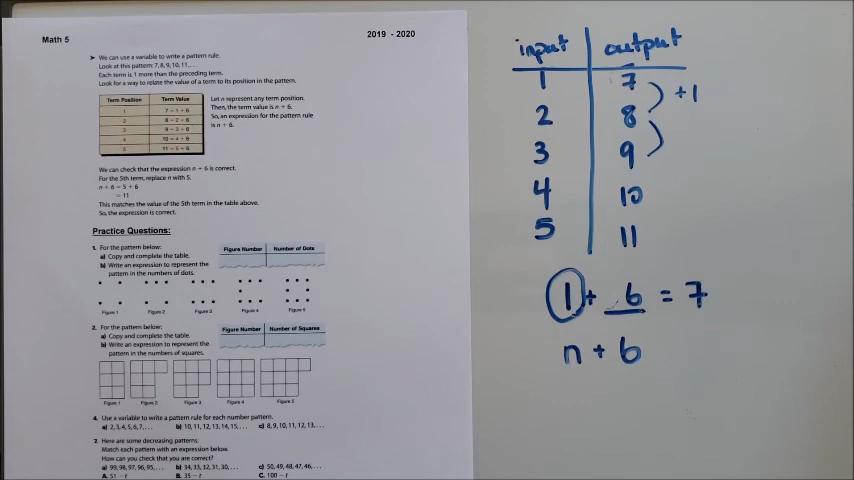 Math 5
2019 - 2020
➤ We can use a variable to write a pattern rule.
Look at this pattern: 7, 8, 9, 10, 11, . . .
Each term is 1 more than the preceding term.
Look for a way to relate the value of a term to its position in the pattern.
Term Position Term Value
1 7 = 1 + 6
2 8 = 2 + 6
3 9 = 3 + 6
4 10 = 4 + 6
5 11 = 5 + 6
Let n represent any term position.
Then, the term value is n + 6.
So, an expression for the pattern rule
is n + 6.
We can check that the expression n + 6 is correct.
For the 5th term, replace n with 5.
n + 6 = 5 + 6
= 11
This matches the value of the 5th term in the table above.
So, the expression is correct.
Practice Questions:
1. For the pattern below:
a) Copy and complete the table.
b) Write an expression to represent the
pattern in the numbers of dots.
Figure Number Number of Dots
Figure 1 Figure 2 Figure 3 Figure 4 Figure 5
2. For the pattern below:
a) Copy and complete the table.
b) Write an expression to represent the
pattern in the numbers of squares.
Figure Number Number of Squares
Figure 1 Figure 2 Figure 3 Figure 4 Figure 5
4. Use a variable to write a pattern rule for each number pattern.
a) 2, 3, 4, 5, 6, 7, . . . b) 10, 11, 12, 13, 14, 15, . . . c) 8, 9, 10, 11, 12, 13, . . .
7. Here are some decreasing patterns.
Match each pattern with an expression below.
How can you check that you are correct?
a) 99, 98, 97, 96, 95, . . . b) 34, 33, 32, 31, 30, . . . c) 50, 49, 48, 47, 46, . . .
A. 51 - t B. 35 - t C. 100 - t
input output
1 7
+1
2 8
3 9
4 10
5 11
1 + 6 = 7
n + 6